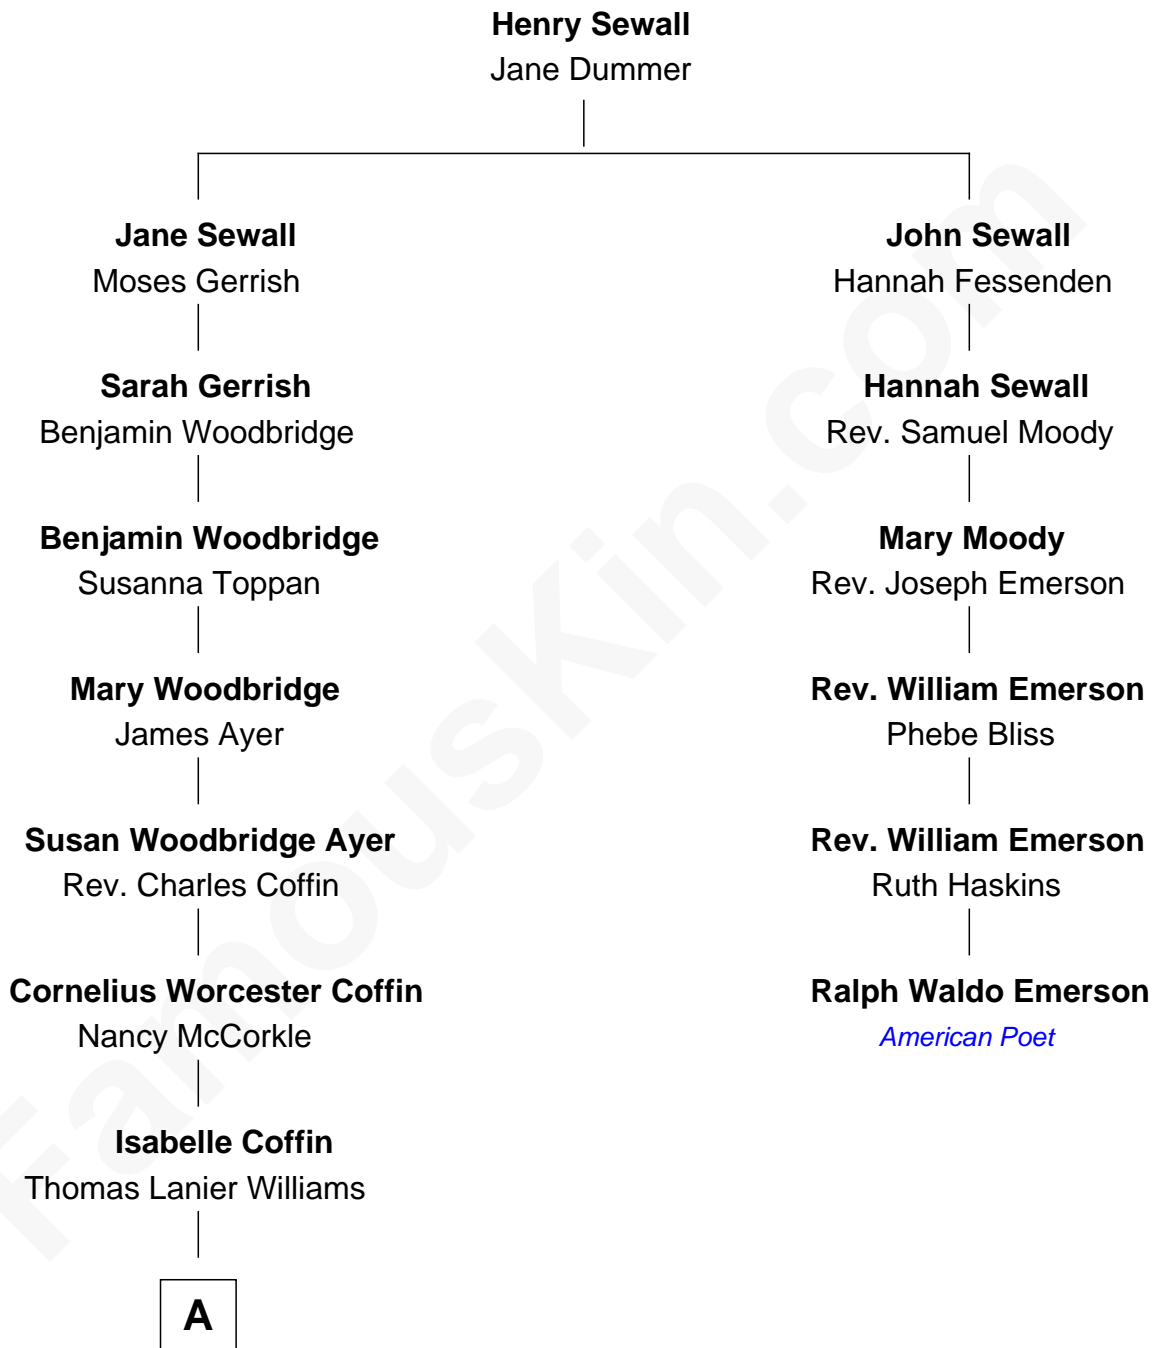 Henry Sewall
Jane Dummer
Jane Sewall
Moses Gerrish
John Sewall
Hannah Fessenden
Sarah Gerrish
Benjamin Woodbridge
Hannah Sewall
Rev. Samuel Moody
Benjamin Woodbridge
Susanna Toppan
Mary Moody
Rev. Joseph Emerson
Mary Woodbridge
James Ayer
Rev. William Emerson
Phebe Bliss
Susan Woodbridge Ayer
Rev. Charles Coffin
Rev. William Emerson
Ruth Haskins
Cornelius Worcester Coffin
Nancy McCorkle
Ralph Waldo Emerson
American Poet
Isabelle Coffin
Thomas Lanier Williams
A
FamousKin.com